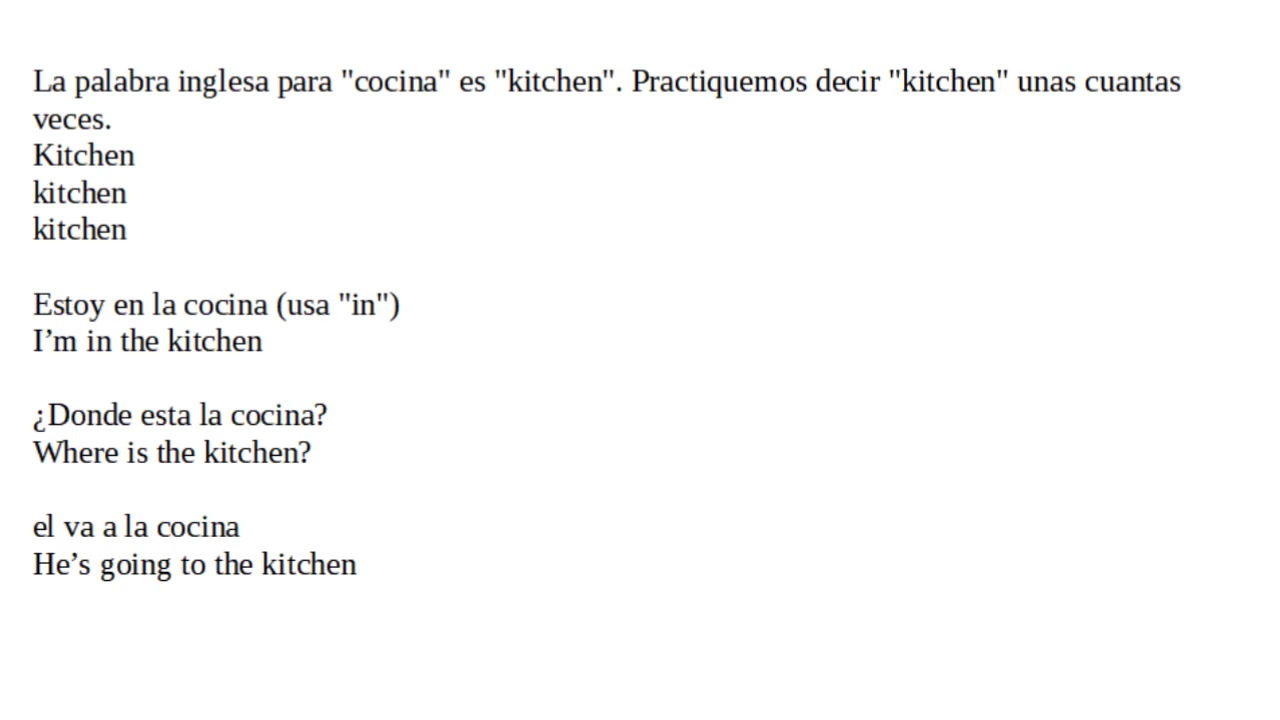 La palabra inglesa para "cocina" es "kitchen". Practiquemos decir "kitchen" unas cuantas
veces.
Kitchen
kitchen
kitchen
Estoy en la cocina (usa "in")
I’m in the kitchen
¿Donde esta la cocina?
Where is the kitchen?
el va a la cocina
He’s going to the kitchen